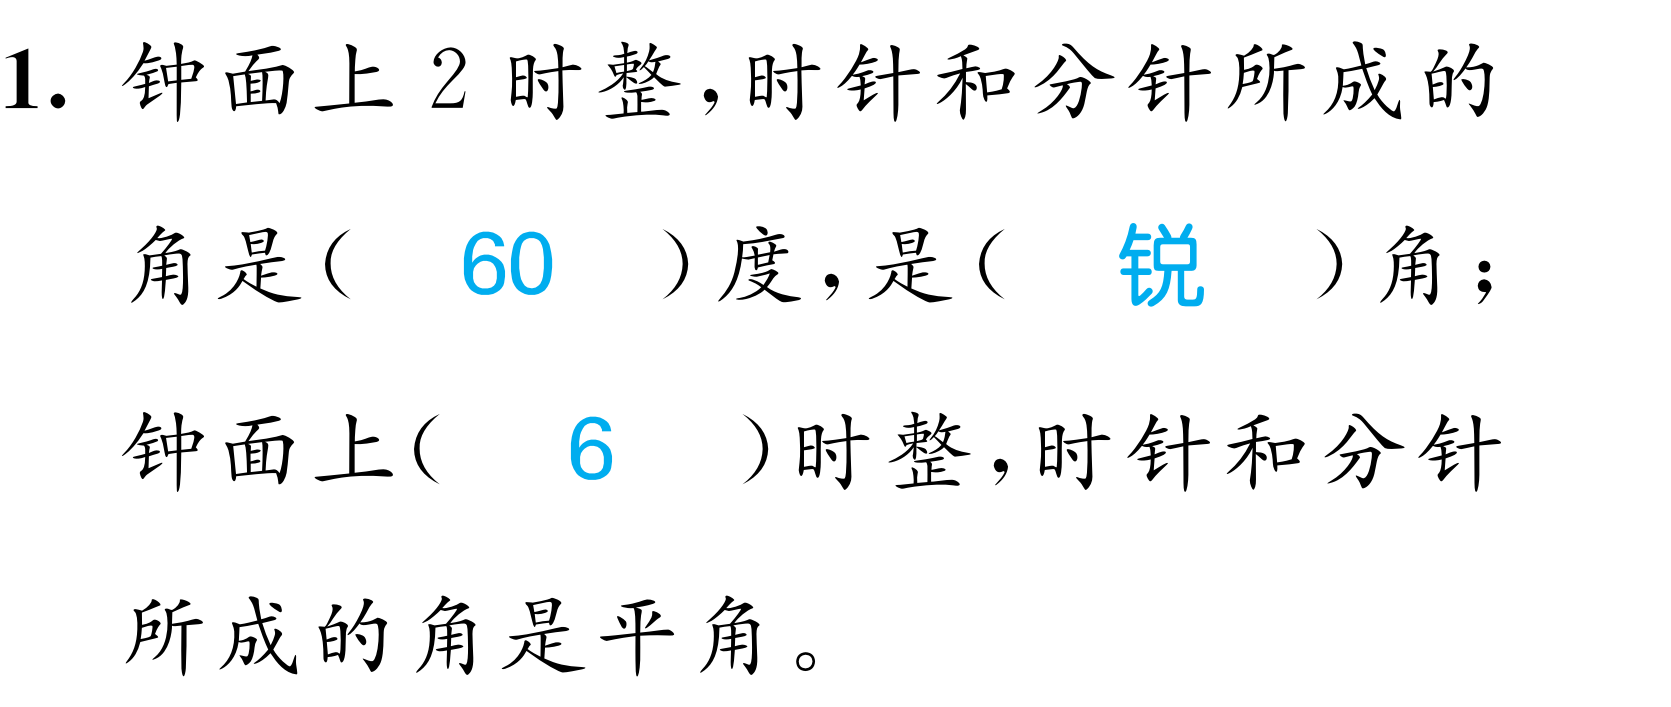 1. 钟面上 2 时整,时针和分针所成的
角是( 60 )度,是( 锐 )角;
钟面上( 6 )时整,时针和分针
所成的角是平角。